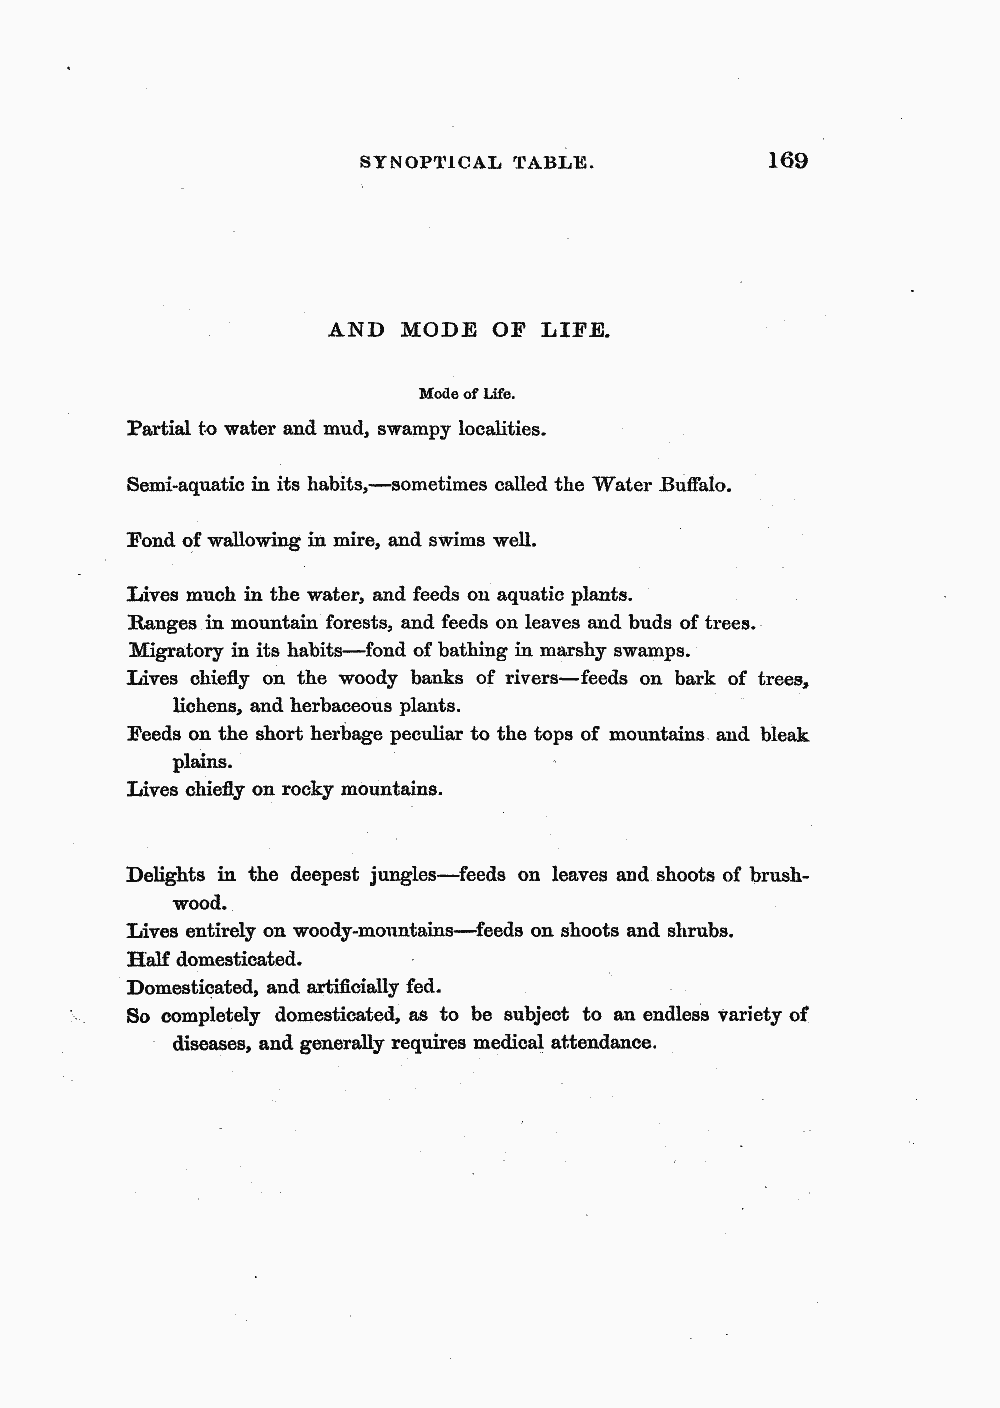 SYNOPTICAL TABLE. 169
AND MODE OF LIFE.
Mode of Life.
Partial to water and mud, swampy localities.
Semi-aquatic in its habits,—sometimes called the Water Buffalo.
Fond of wallowing in mire, and swims well.
Lives much in the water, and feeds on aquatic plants.
Ranges in mountain forests, and feeds on leaves and buds of trees.
Migratory in its habits—fond of bathing in marshy swamps.
Lives chiefly on the woody banks of rivers—feeds on bark of trees,
lichens, and herbaceous plants.
Feeds on the short herbage peculiar to the tops of mountains and bleak
plains.
Lives chiefly on rocky mountains.
Delights in the deepest jungles—feeds on leaves and shoots of brush-
wood.
Lives entirely on woody-mountains—feeds on shoots and shrubs.
Half domesticated.
Domesticated, and artificially fed.
So completely domesticated, as to be subject to an endless variety of
diseases, and generally requires medical attendance.